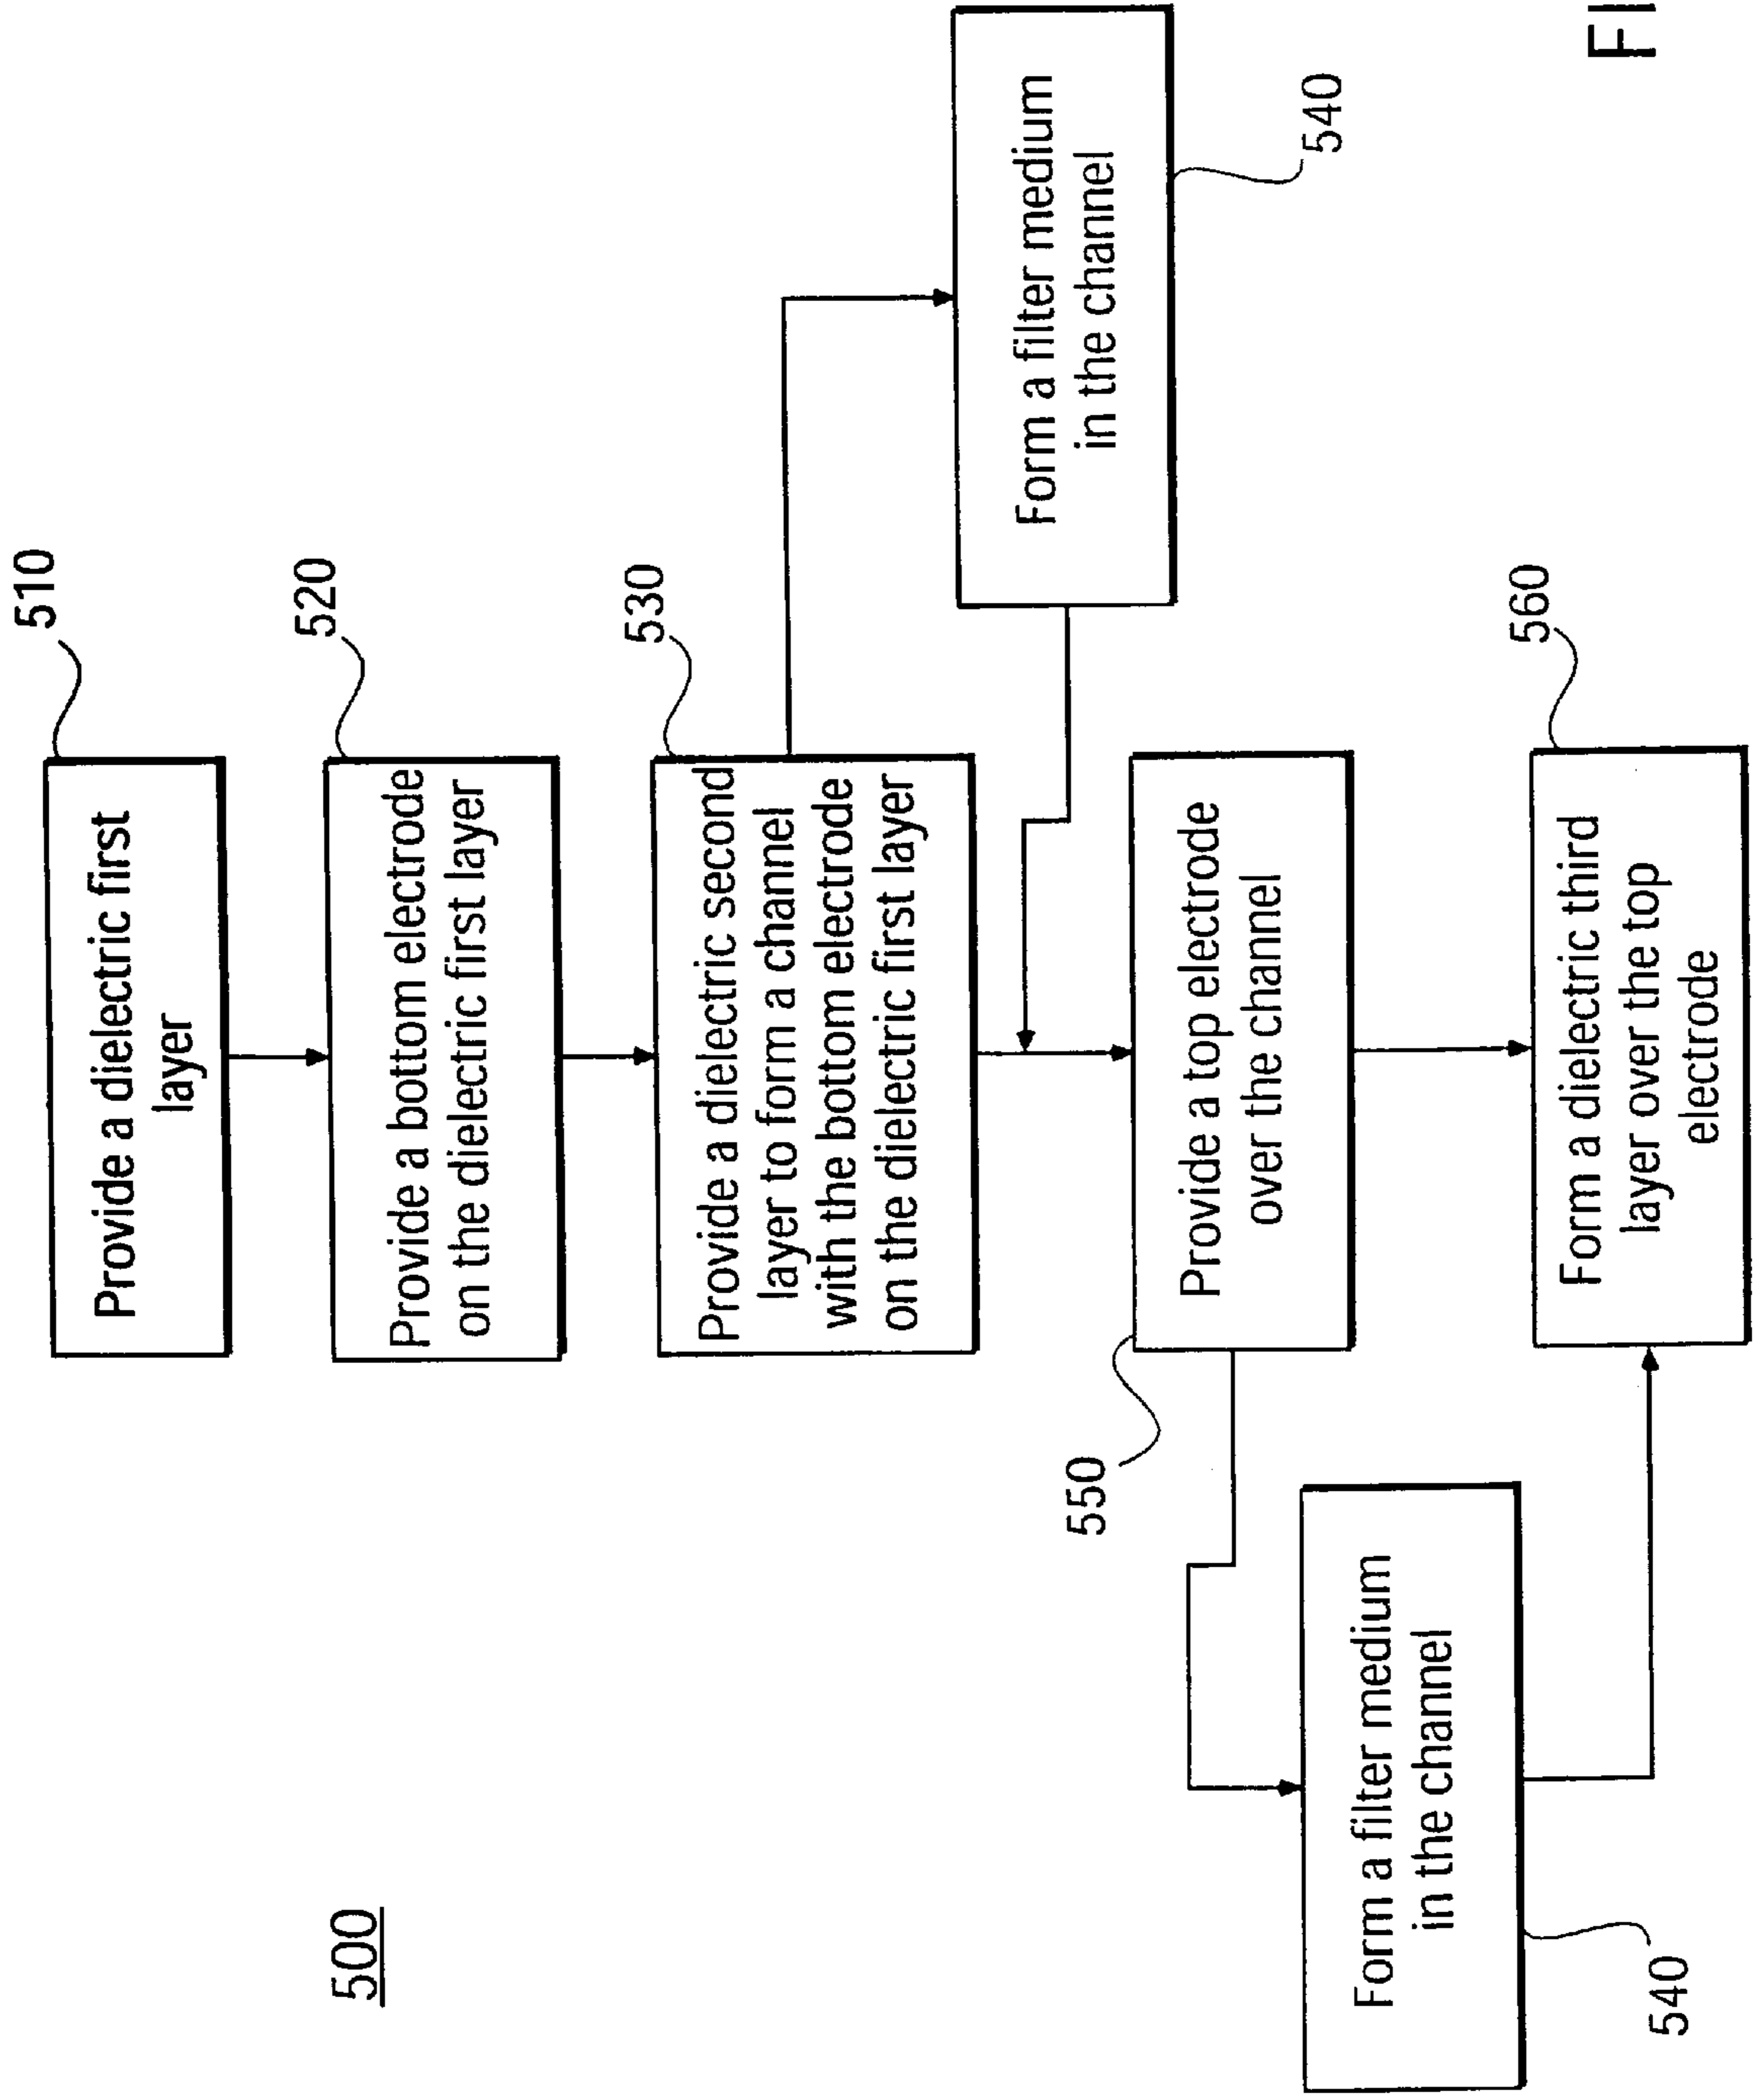 500
510
Provide a dielectric first
layer
520
Provide a bottom electrode
on the dielectric first layer
530
Provide a dielectric second
layer to form a channel
with the bottom electrode
on the dielectric first layer
Form a filter medium
in the channel
540
550
Provide a top electrode
over the channel
Form a filter medium
in the channel
540
560
Form a dielectric third
layer over the top
electrode